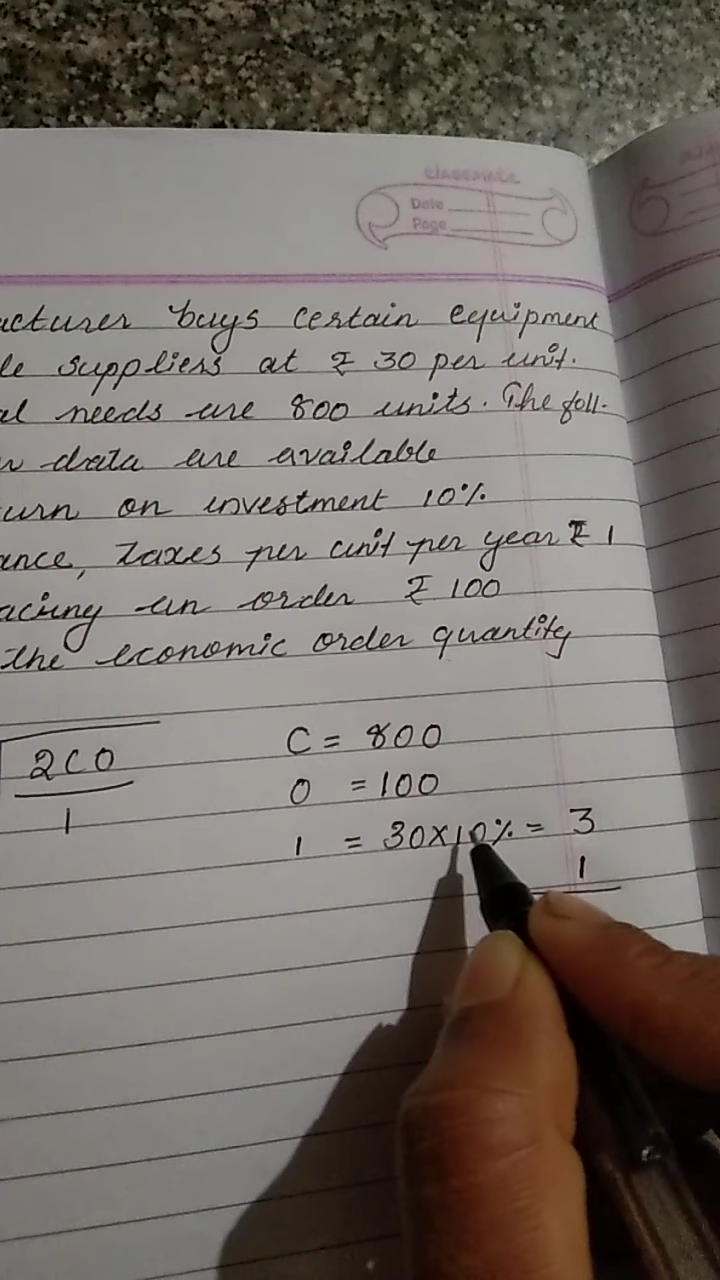 classmate
Date
Page
acturer buys certain equipment
le suppliers at ₹ 30 per unit.
al needs are 800 units. The foll-
w data are available
urn on investment 10%
ance, taxes per unit per year ₹ 1
acing an order ₹ 100
the economic order quantity
2CO
I
C = 800
O = 100
I = 30×10% = 3
1